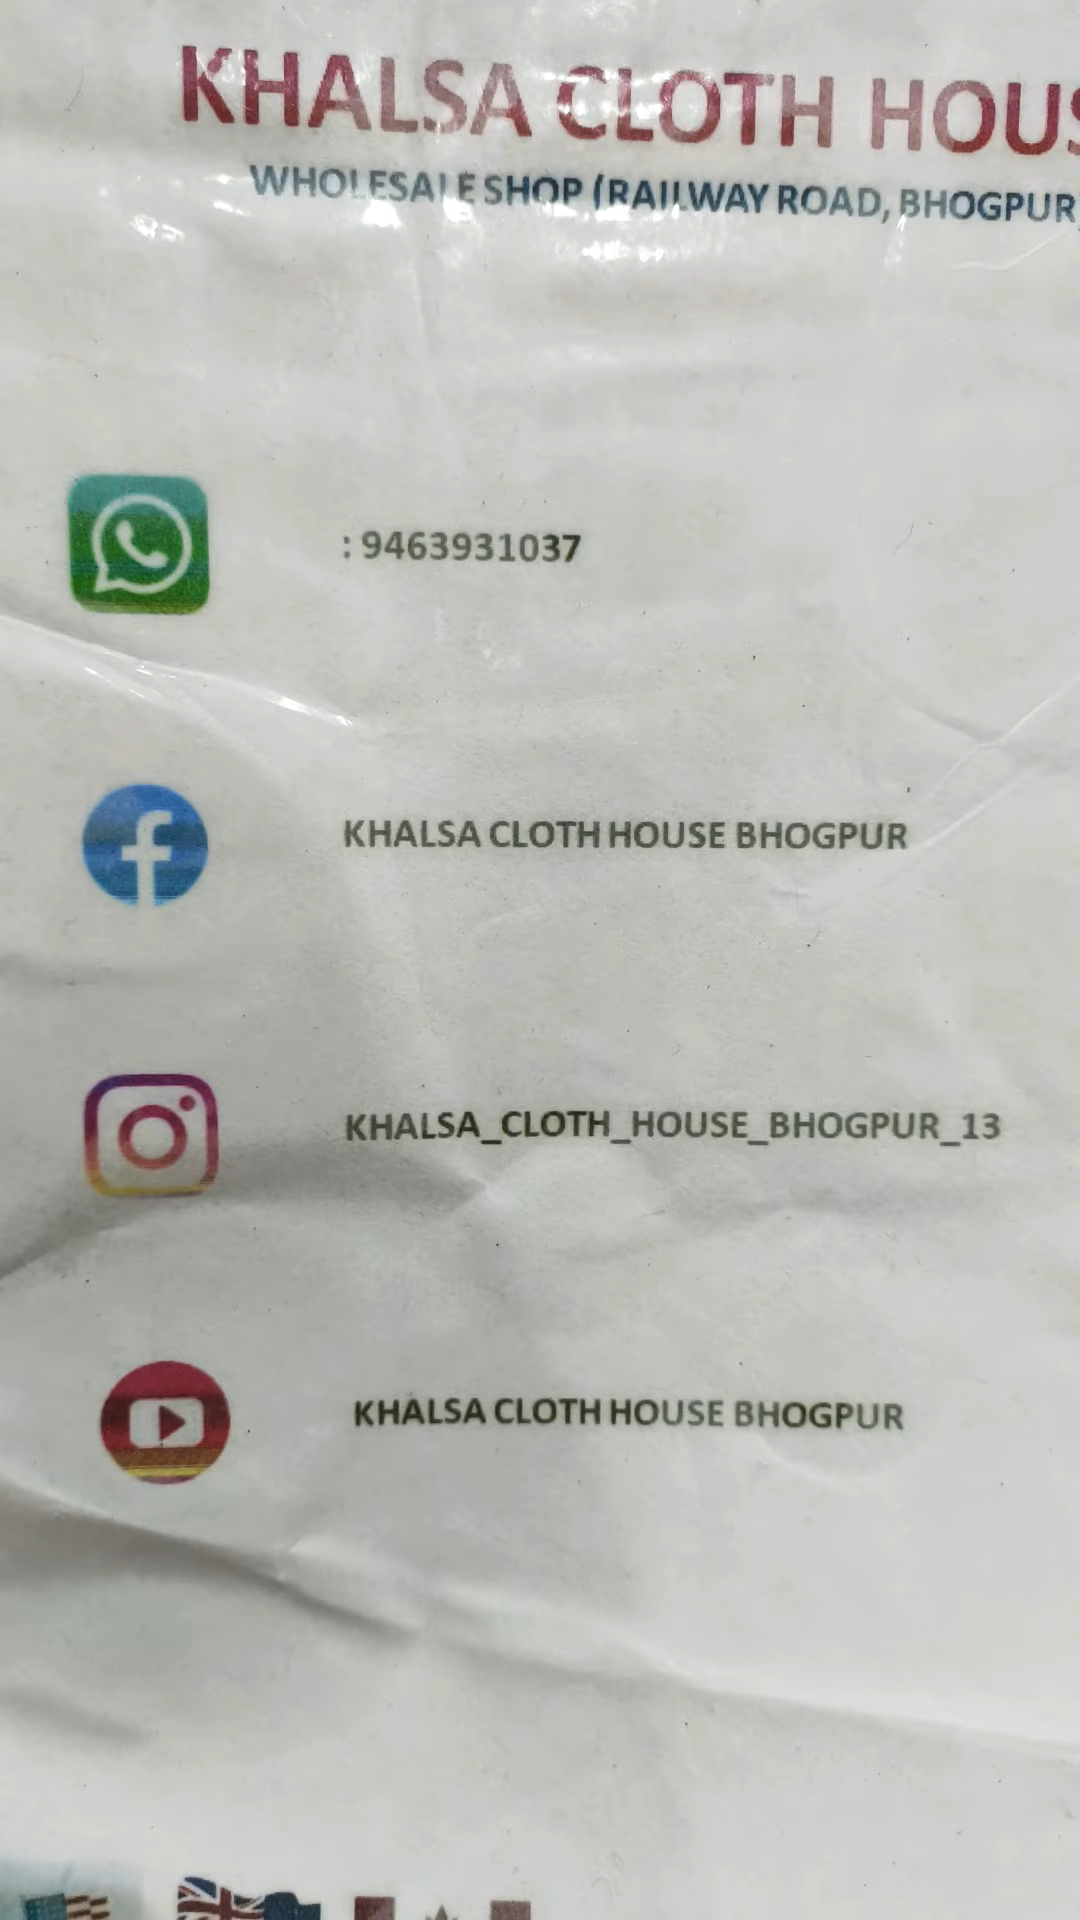 KHALSA CLOTH HOUS
WHOLESALE SHOP (RAILWAY ROAD, BHOGPUR)
: 9463931037
KHALSA CLOTH HOUSE BHOGPUR
KHALSA_CLOTH_HOUSE_BHOGPUR_13
KHALSA CLOTH HOUSE BHOGPUR